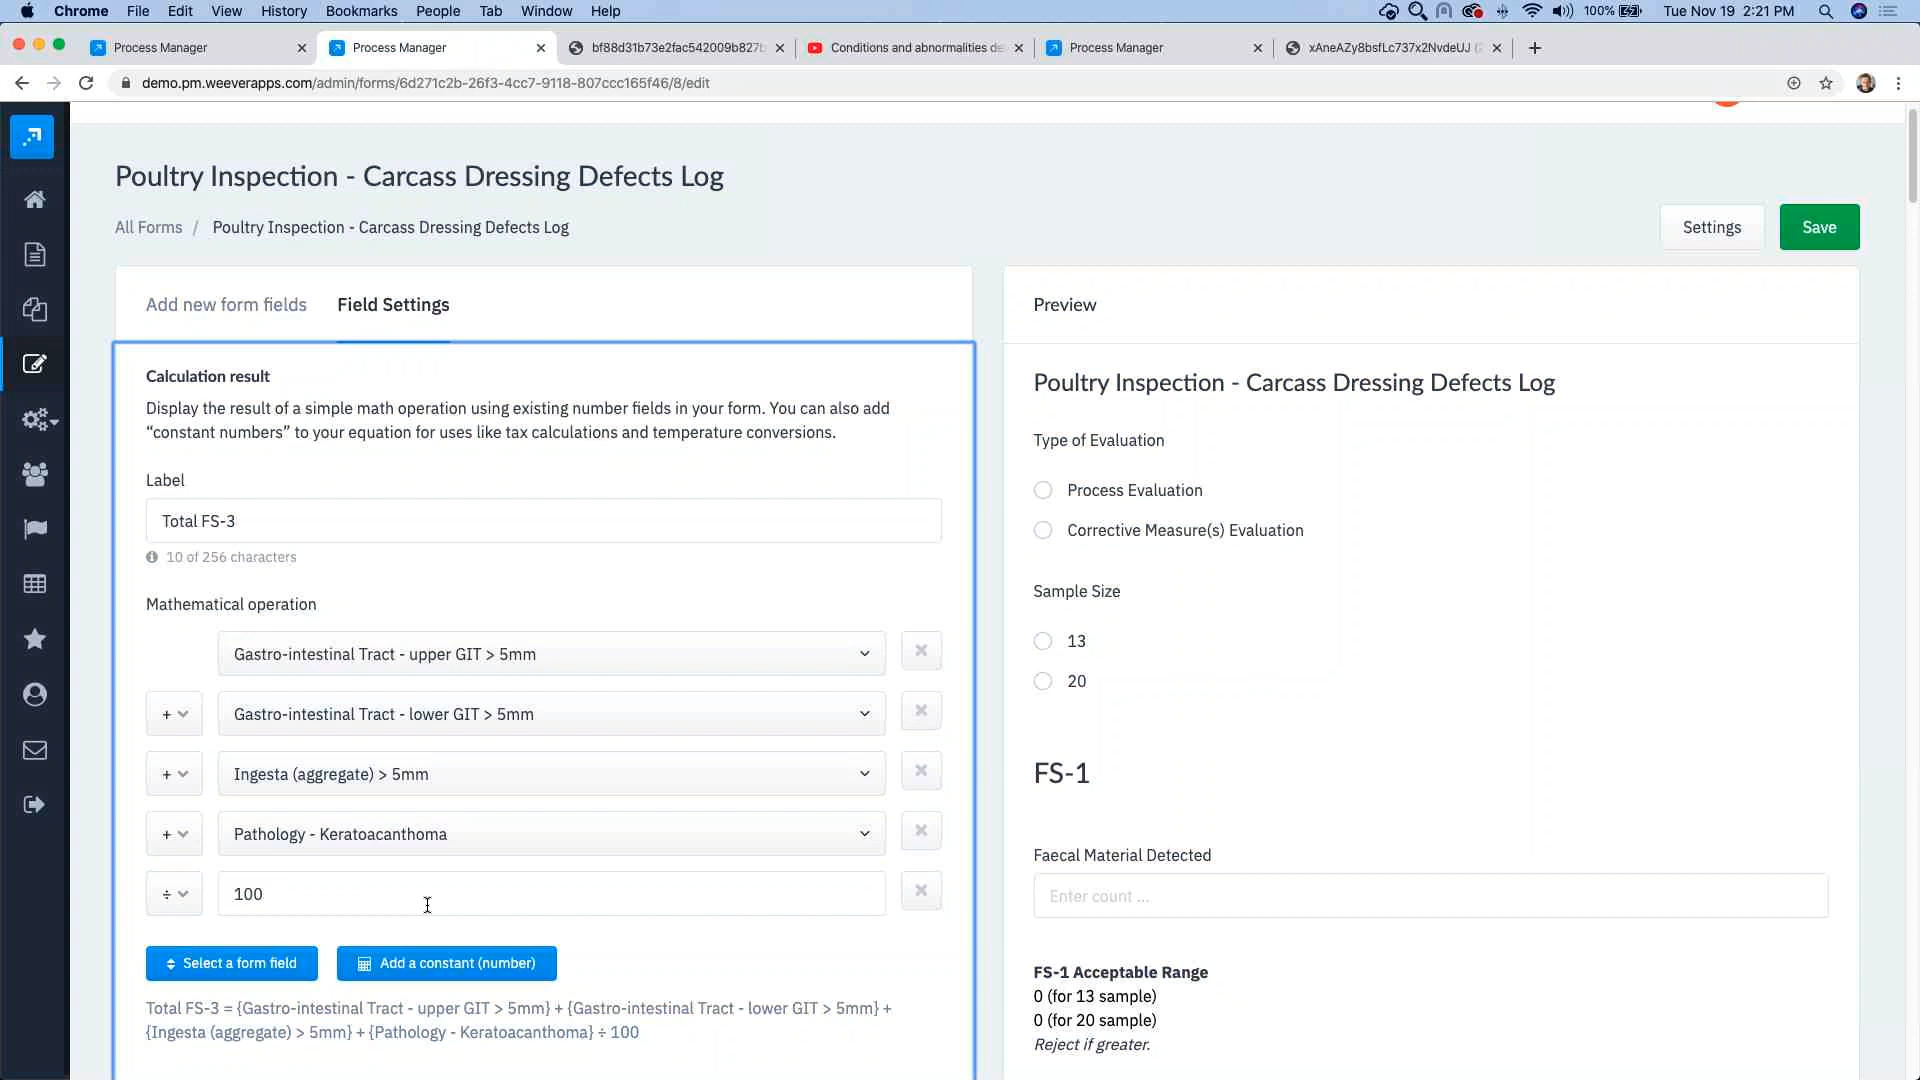 Chrome File Edit View History Bookmarks People Tab Window Help 100% Tue Nov 19 2:21 PM
Process Manager Process Manager bf88d31b73e2fac542009b827b Conditions and abnormalities de Process Manager xAneAZy8bsfLc737x2NvdeUJ (
demo.pm.weeverapps.com/admin/forms/6d271c2b-26f3-4cc7-9118-807ccc165f46/8/edit
Poultry Inspection - Carcass Dressing Defects Log
All Forms / Poultry Inspection - Carcass Dressing Defects Log
Settings Save
Add new form fields Field Settings
Calculation result
Display the result of a simple math operation using existing number fields in your form. You can also add
“constant numbers” to your equation for uses like tax calculations and temperature conversions.
Label
Total FS-3
10 of 256 characters
Mathematical operation
Gastro-intestinal Tract - upper GIT > 5mm
+ Gastro-intestinal Tract - lower GIT > 5mm
+ Ingesta (aggregate) > 5mm
+ Pathology - Keratoacanthoma
÷ 100
Select a form field Add a constant (number)
Total FS-3 = {Gastro-intestinal Tract - upper GIT > 5mm} + {Gastro-intestinal Tract - lower GIT > 5mm} +
{Ingesta (aggregate) > 5mm} + {Pathology - Keratoacanthoma} ÷ 100
Preview
Poultry Inspection - Carcass Dressing Defects Log
Type of Evaluation
Process Evaluation
Corrective Measure(s) Evaluation
Sample Size
13
20
FS-1
Faecal Material Detected
Enter count ...
FS-1 Acceptable Range
0 (for 13 sample)
0 (for 20 sample)
Reject if greater.